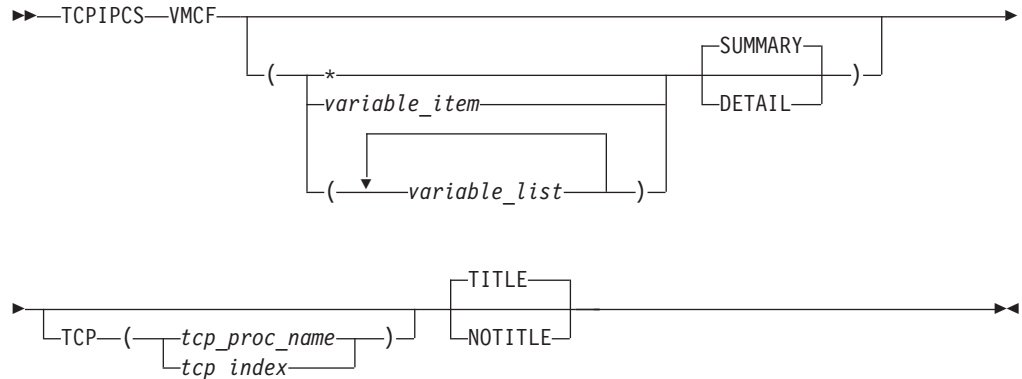 TCPIPCS VMCF
SUMMARY
( * )
variable_item DETAIL
( variable_list )
TITLE
TCP ( tcp_proc_name ) NOTITLE
tcp_index